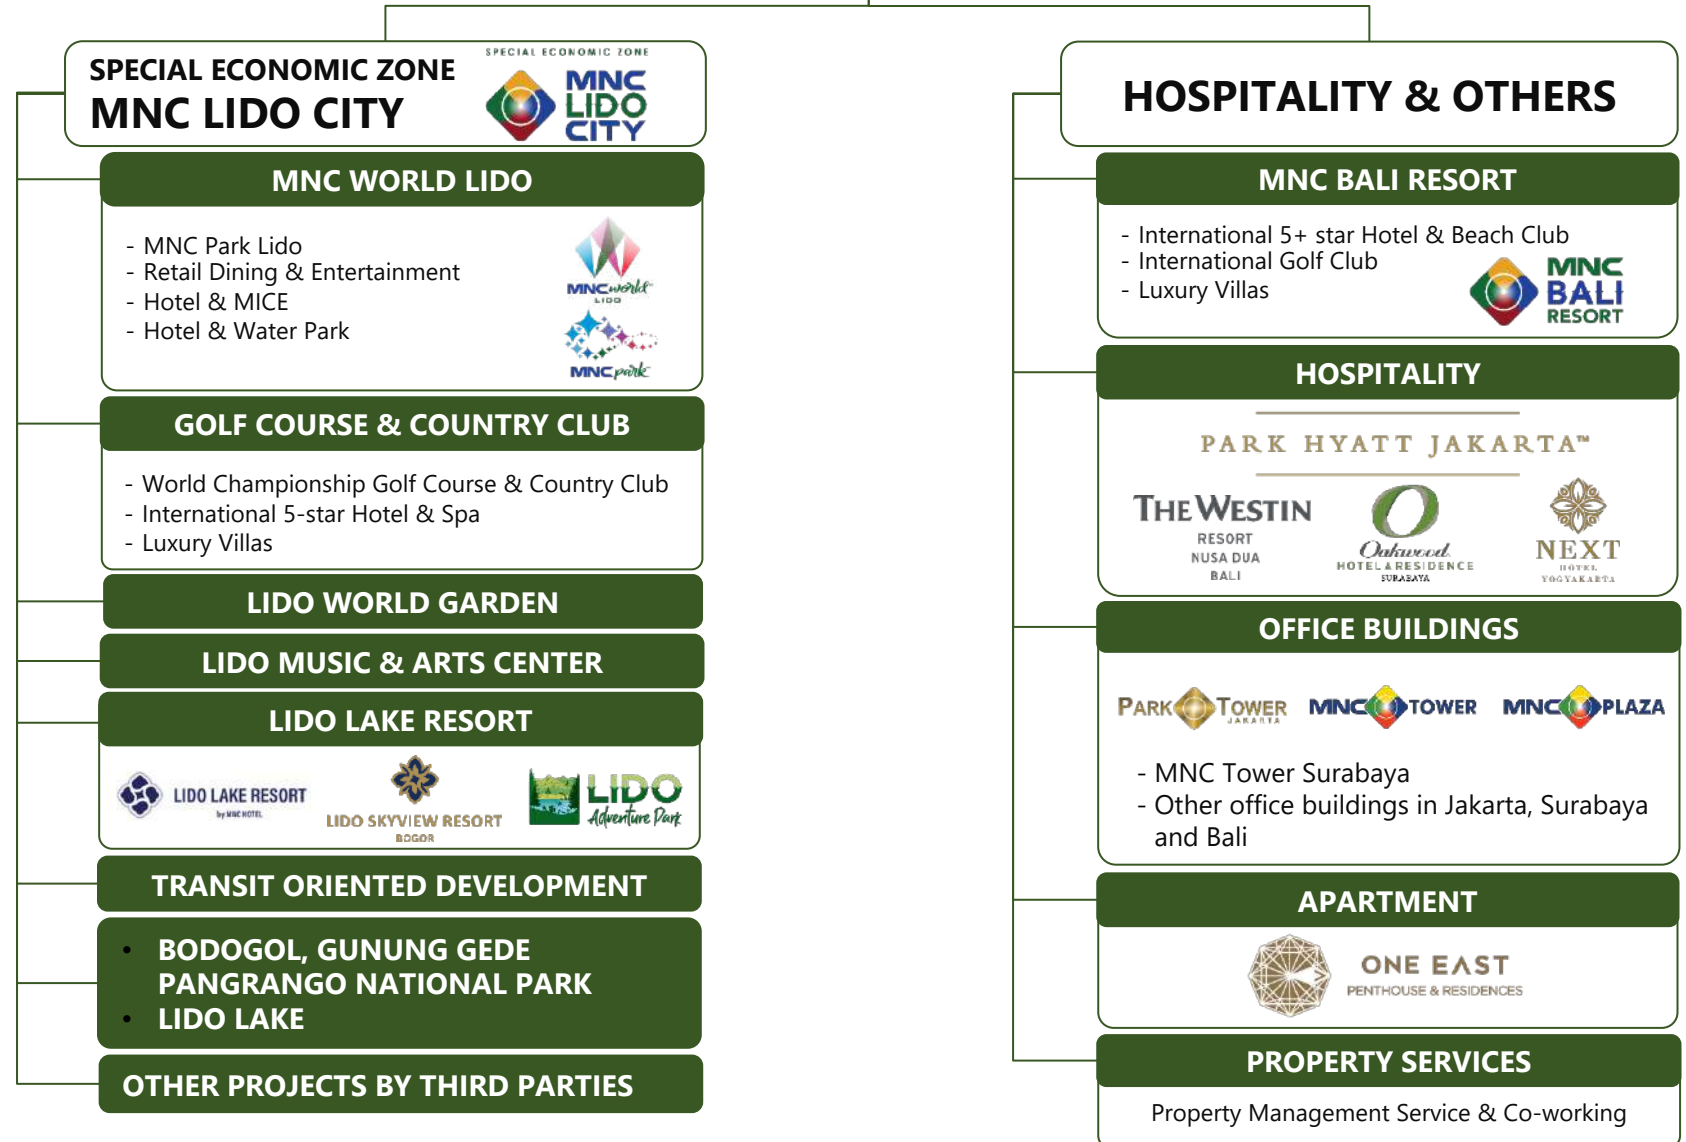 SPECIAL ECONOMIC ZONE
MNC LIDO CITY
SPECIAL ECONOMIC ZONE
MNC
LIDO
CITY
MNC WORLD LIDO
- MNC Park Lido
- Retail Dining & Entertainment
- Hotel & MICE
- Hotel & Water Park
MNC world
LIDO
MNC park
GOLF COURSE & COUNTRY CLUB
- World Championship Golf Course & Country Club
- International 5-star Hotel & Spa
- Luxury Villas
LIDO WORLD GARDEN
LIDO MUSIC & ARTS CENTER
LIDO LAKE RESORT
LIDO LAKE RESORT
by MNC HOTEL
LIDO SKYVIEW RESORT
BOGOR
LIDO
Adventure Park
TRANSIT ORIENTED DEVELOPMENT
• BODOGOL, GUNUNG GEDE
PANGRANGO NATIONAL PARK
• LIDO LAKE
OTHER PROJECTS BY THIRD PARTIES
HOSPITALITY & OTHERS
MNC BALI RESORT
- International 5+ star Hotel & Beach Club
- International Golf Club
- Luxury Villas
MNC
BALI
RESORT
HOSPITALITY
PARK HYATT JAKARTA™
THE WESTIN
RESORT
NUSA DUA
BALI
Oakwood
HOTEL & RESIDENCE
SURABAYA
NEXT
HOTEL
YOGYAKARTA
OFFICE BUILDINGS
PARK TOWER
JAKARTA
MNC TOWER
MNC PLAZA
- MNC Tower Surabaya
- Other office buildings in Jakarta, Surabaya
and Bali
APARTMENT
ONE EAST
PENTHOUSE & RESIDENCES
PROPERTY SERVICES
Property Management Service & Co-working